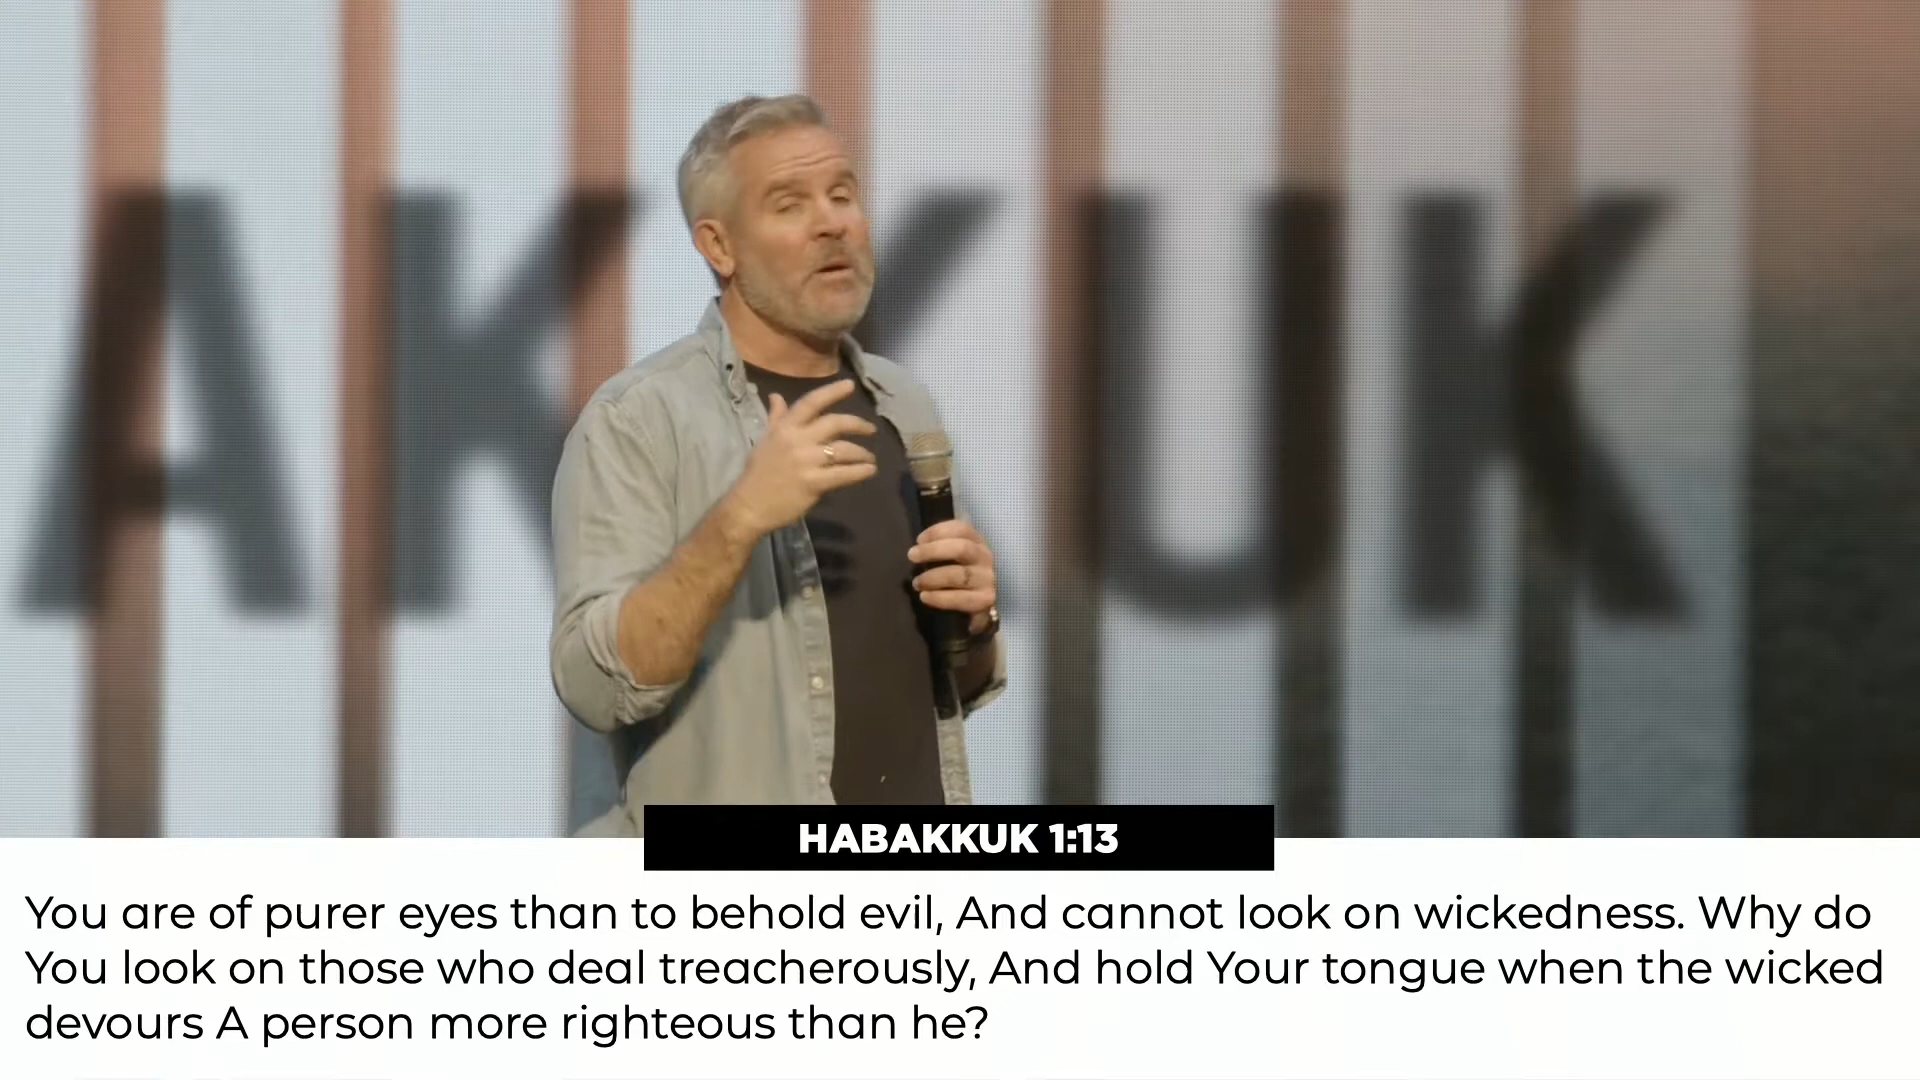 AKKUK
HABAKKUK 1:13
You are of purer eyes than to behold evil, And cannot look on wickedness. Why do
You look on those who deal treacherously, And hold Your tongue when the wicked
devours A person more righteous than he?